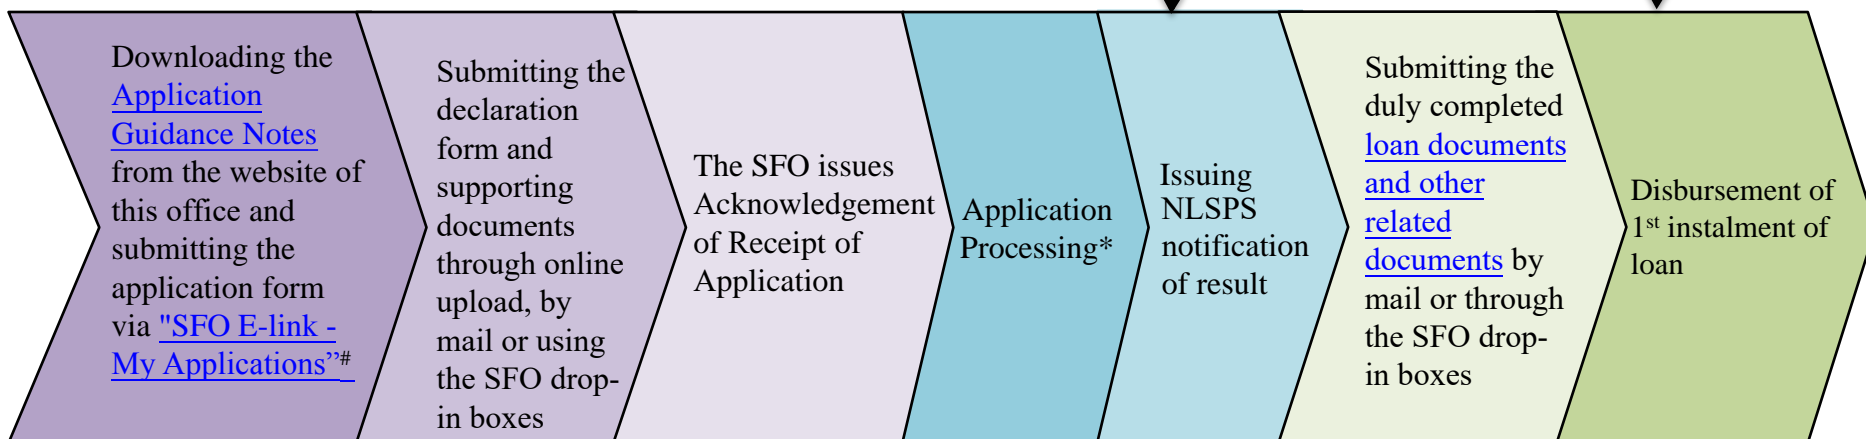 Downloading the
Application
Guidance Notes
from the website of
this office and
submitting the
application form
via "SFO E-link -
My Applications”#
Submitting the
declaration
form and
supporting
documents
through online
upload, by
mail or using
the SFO drop-
in boxes
The SFO issues
Acknowledgement
of Receipt of
Application
Application
Processing*
Issuing
NLSPS
notification
of result
Submitting the
duly completed
loan documents
and other
related
documents by
mail or through
the SFO drop-
in boxes
Disbursement of
1st instalment of
loan